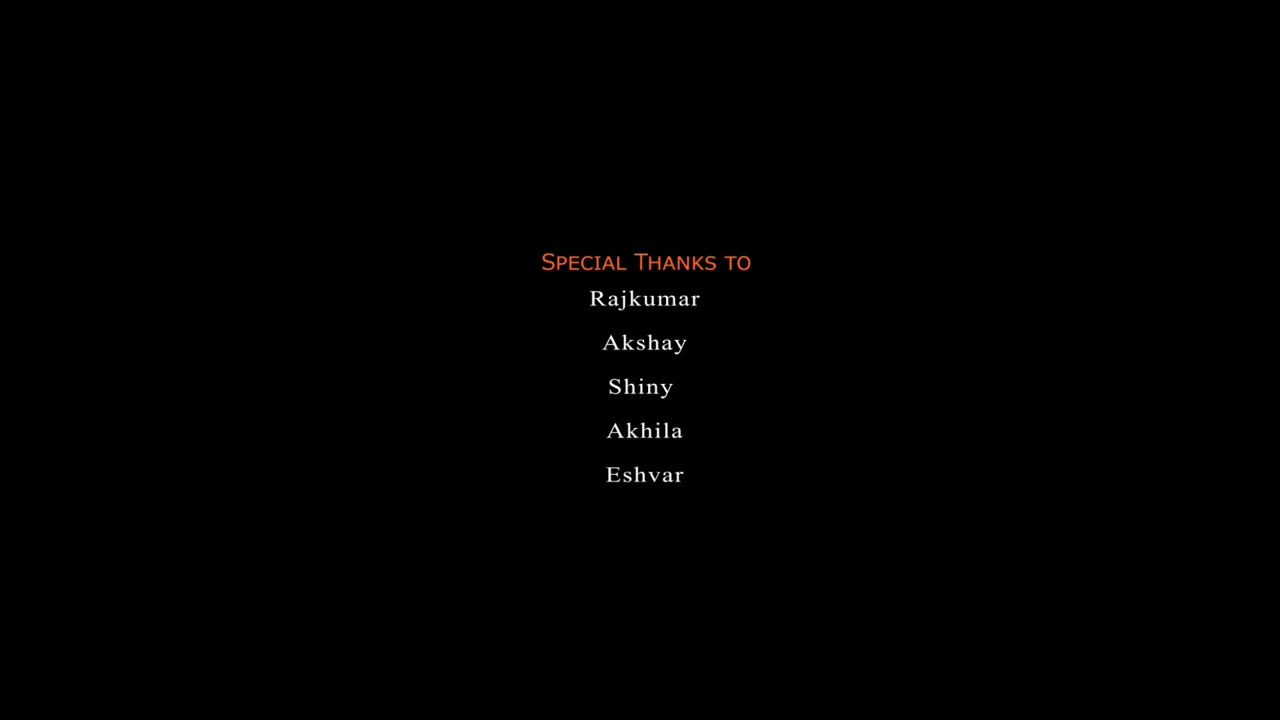 SPECIAL THANKS TO
Rajkumar
Akshay
Shiny
Akhila
Eshvar